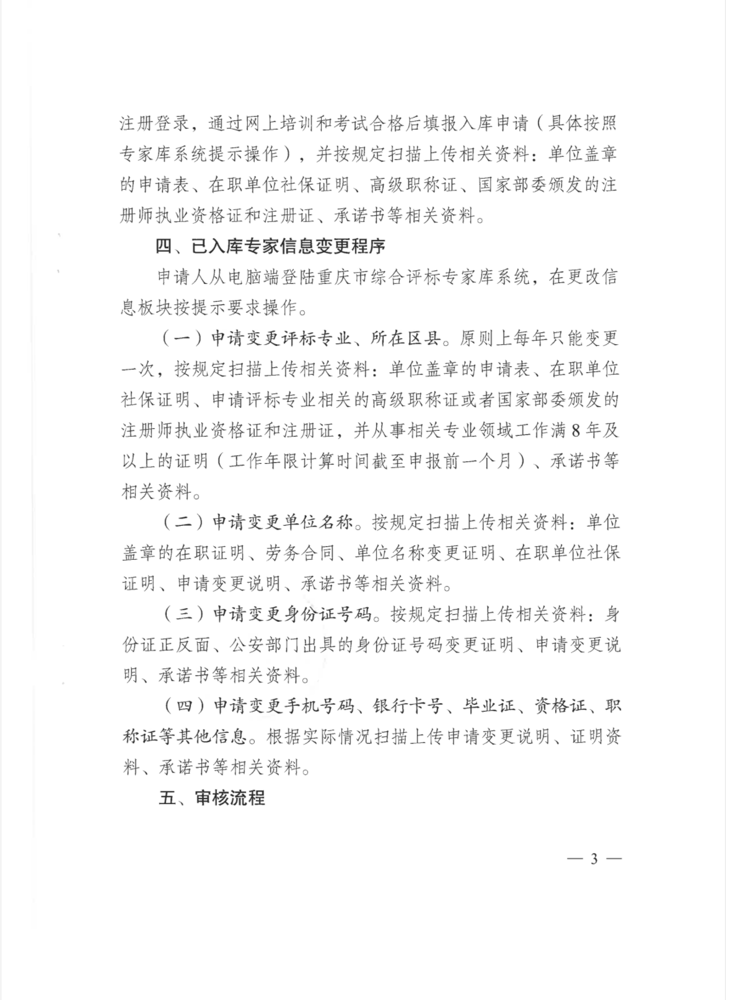 注册登录，通过网上培训和考试合格后填报入库申请（具体按照
专家库系统提示操作），并按规定扫描上传相关资料：单位盖章
的申请表、在职单位社保证明、高级职称证、国家部委颁发的注
册师执业资格证和注册证、承诺书等相关资料。
四、已入库专家信息变更程序
申请人从电脑端登陆重庆市综合评标专家库系统，在更改信
息板块按提示要求操作。
（一）申请变更评标专业、所在区县。原则上每年只能变更
一次，按规定扫描上传相关资料：单位盖章的申请表、在职单位
社保证明、申请评标专业相关的高级职称证或者国家部委颁发的
注册师执业资格证和注册证，并从事相关专业领域工作满 8 年及
以上的证明（工作年限计算时间截至申报前一个月）、承诺书等
相关资料。
（二）申请变更单位名称。按规定扫描上传相关资料：单位
盖章的在职证明、劳务合同、单位名称变更证明、在职单位社保
证明、申请变更说明、承诺书等相关资料。
（三）申请变更身份证号码。按规定扫描上传相关资料：身
份证正反面、公安部门出具的身份证号码变更证明、申请变更说
明、承诺书等相关资料。
（四）申请变更手机号码、银行卡号、毕业证、资格证、职
称证等其他信息。根据实际情况扫描上传申请变更说明、证明资
料、承诺书等相关资料。
五、审核流程
— 3 —